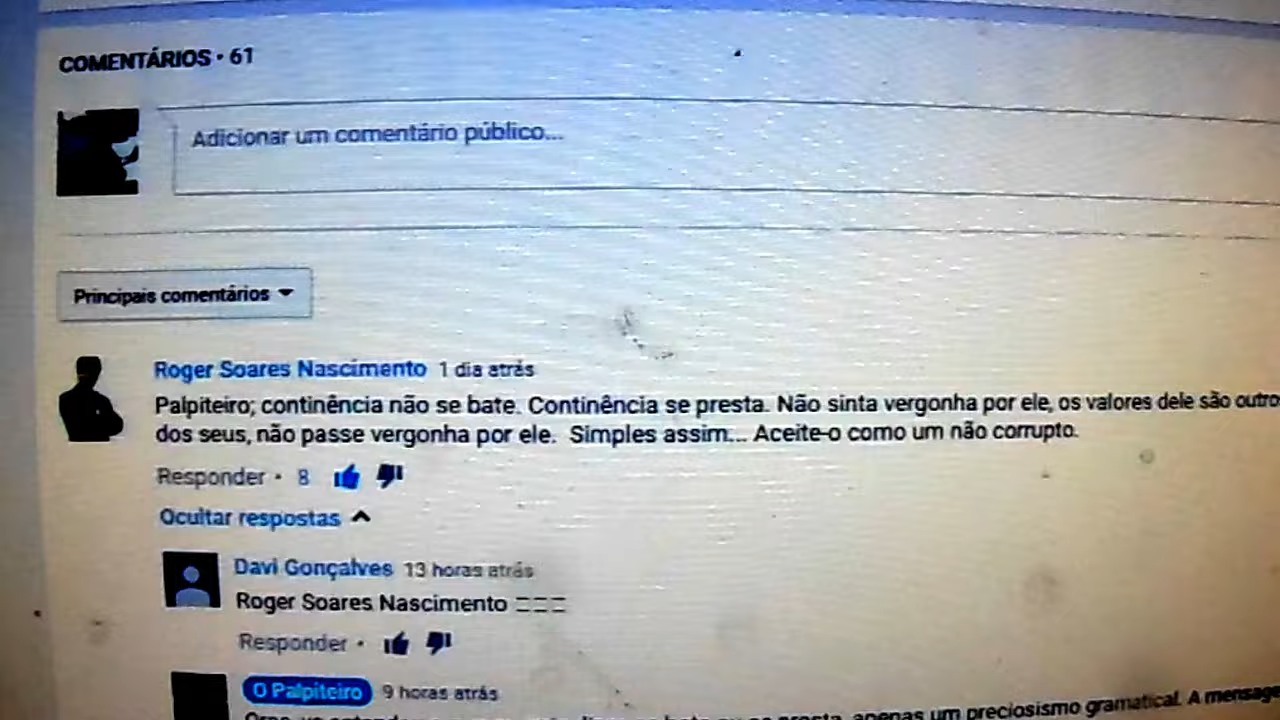 COMENTÁRIOS • 61
Adicionar um comentário público...
Principais comentários
Roger Soares Nascimento 1 dia atrás
Palpiteiro; continência não se bate. Continência se presta. Não sinta vergonha por ele, os valores dele são outro
dos seus, não passe vergonha por ele. Simples assim... Aceite-o como um não corrupto.
Responder • 8
Ocultar respostas
Davi Gonçalves 13 horas atrás
Roger Soares Nascimento
Responder •
O Palpiteiro 9 horas atrás
apenas um preciosismo gramatical. A mensage